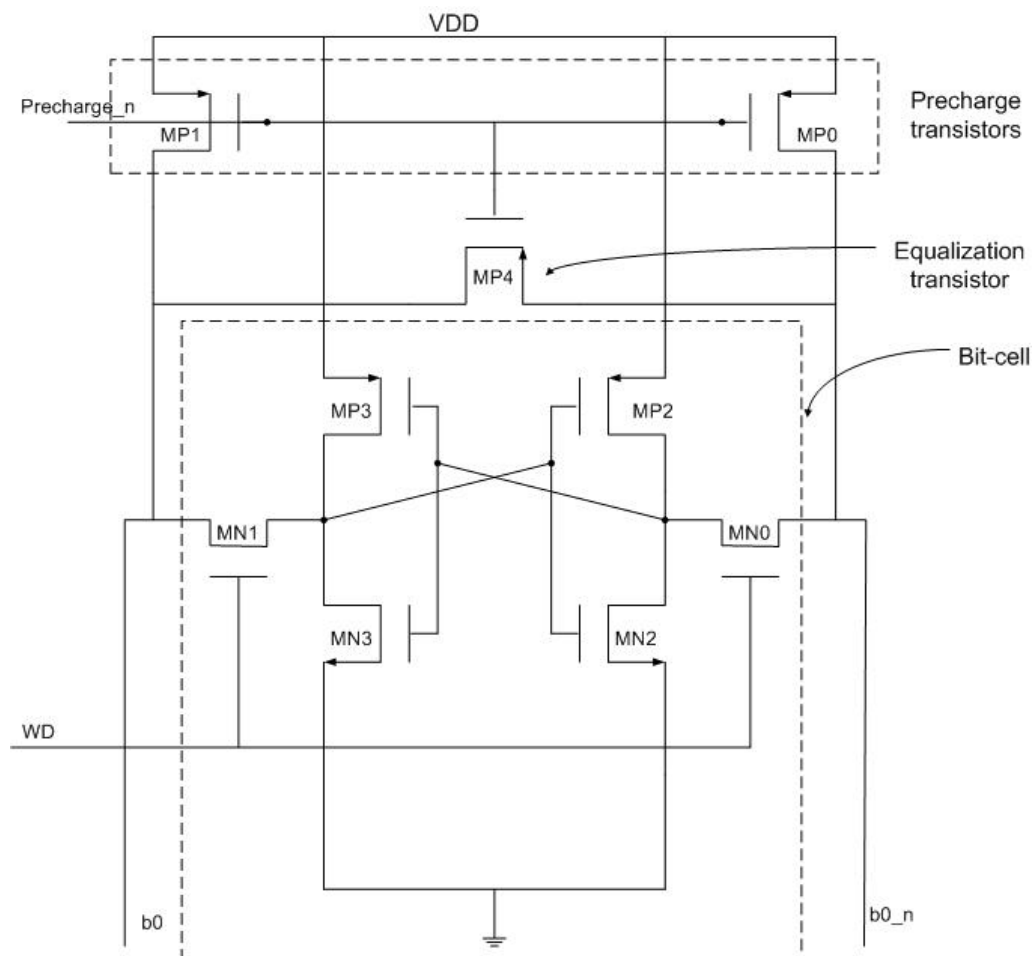 VDD
Precharge_n
MP1
MP0
Precharge
transistors
MP4
Equalization
transistor
Bit-cell
MP3
MP2
MN1
MN0
MN3
MN2
WD
b0
b0_n